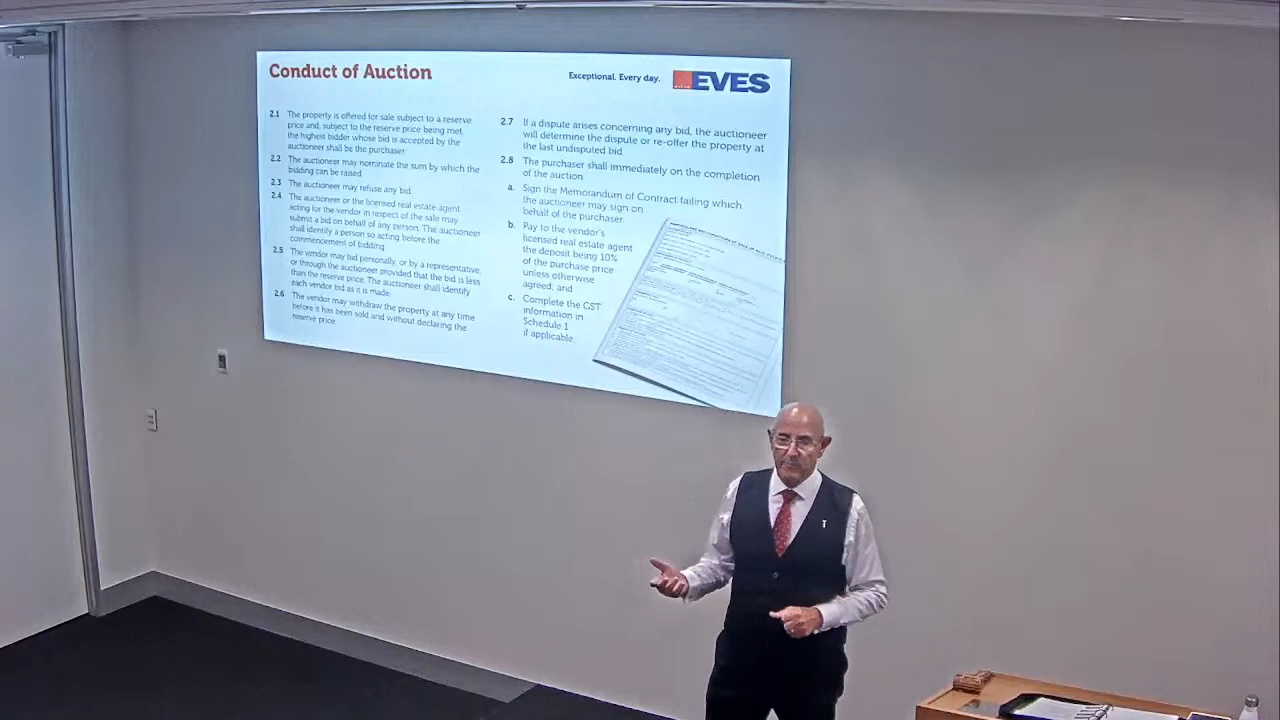 Conduct of Auction
Exceptional. Every day.
EVES
2.1 The property is offered for sale subject to a reserve
price and, subject to the reserve price being met,
the highest bidder whose bid is accepted by the
auctioneer shall be the purchaser.
2.2 The auctioneer may nominate the sum by which the
bidding can be raised.
2.3 The auctioneer may refuse any bid.
2.4 The auctioneer or the licensed real estate agent
acting for the vendor in respect of the sale may
submit a bid on behalf of any person. The auctioneer
shall identify a person so acting before the
commencement of bidding.
2.5 The vendor may bid personally, or by a representative,
or through the auctioneer provided that the bid is less
than the reserve price. The auctioneer shall identify
each vendor bid as it is made.
2.6 The vendor may withdraw the property at any time
before it has been sold and without declaring the
reserve price.
2.7 If a dispute arises concerning any bid, the auctioneer
will determine the dispute or re-offer the property at
the last undisputed bid.
2.8 The purchaser shall immediately on the completion
of the auction:
a. Sign the Memorandum of Contract failing which
the auctioneer may sign on
behalf of the purchaser.
b. Pay to the vendor's
licensed real estate agent
the deposit being 10%
of the purchase price
unless otherwise
agreed; and
c. Complete the GST
information in
Schedule 1
if applicable.